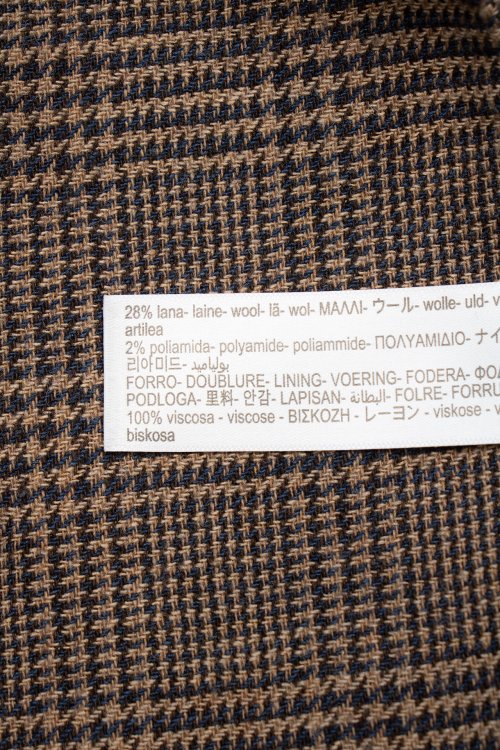 28% lana- laine- wool- lã- wol- ΜΑΛΛΙ- ウール- wolle- uld-
artilea
2% poliamida- polyamide- poliammide- ΠΟΛΥΑΜΙΔΙΟ-
리아미드- بولياميد
FORRO- DOUBLURE- LINING- VOERING- FODERA-
PODLOGA- 里料- 안감- LAPISAN- البطانة- FOLRE-
100% viscosa - viscose - ΒΙΣΚΟΖΗ - レーヨン - viskose -
biskosa